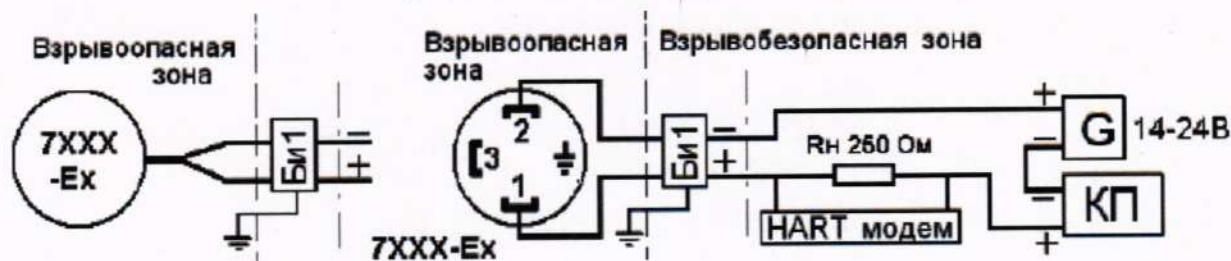 Взрывоопасная
зона
7XXX
-Ex
Би1
−
+
Взрывоопасная
зона
2
3
1
7XXX-Ex
Взрывобезопасная зона
Би1
−
+
Rн 250 Ом
HART модем
+
G
14-24В
−
−
КП
+